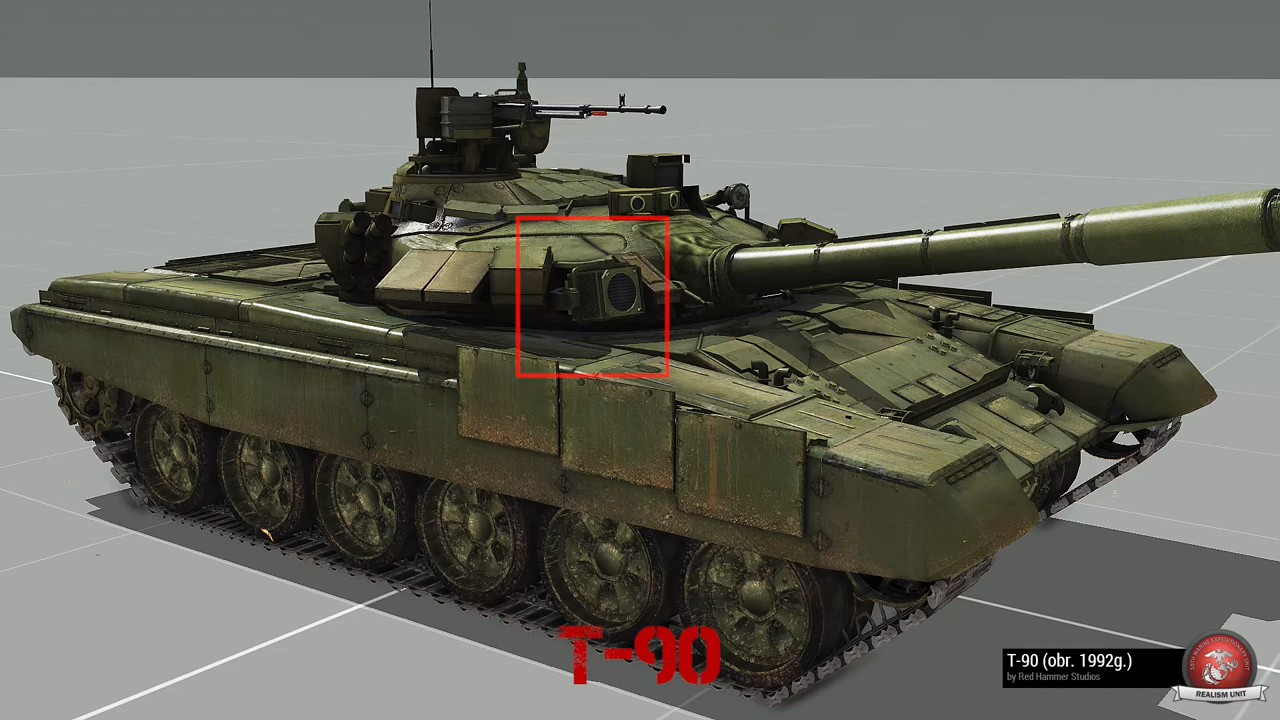 T-90
T-90 (obr. 1992g.)
by Red Hammer Studios
REALISM UNIT